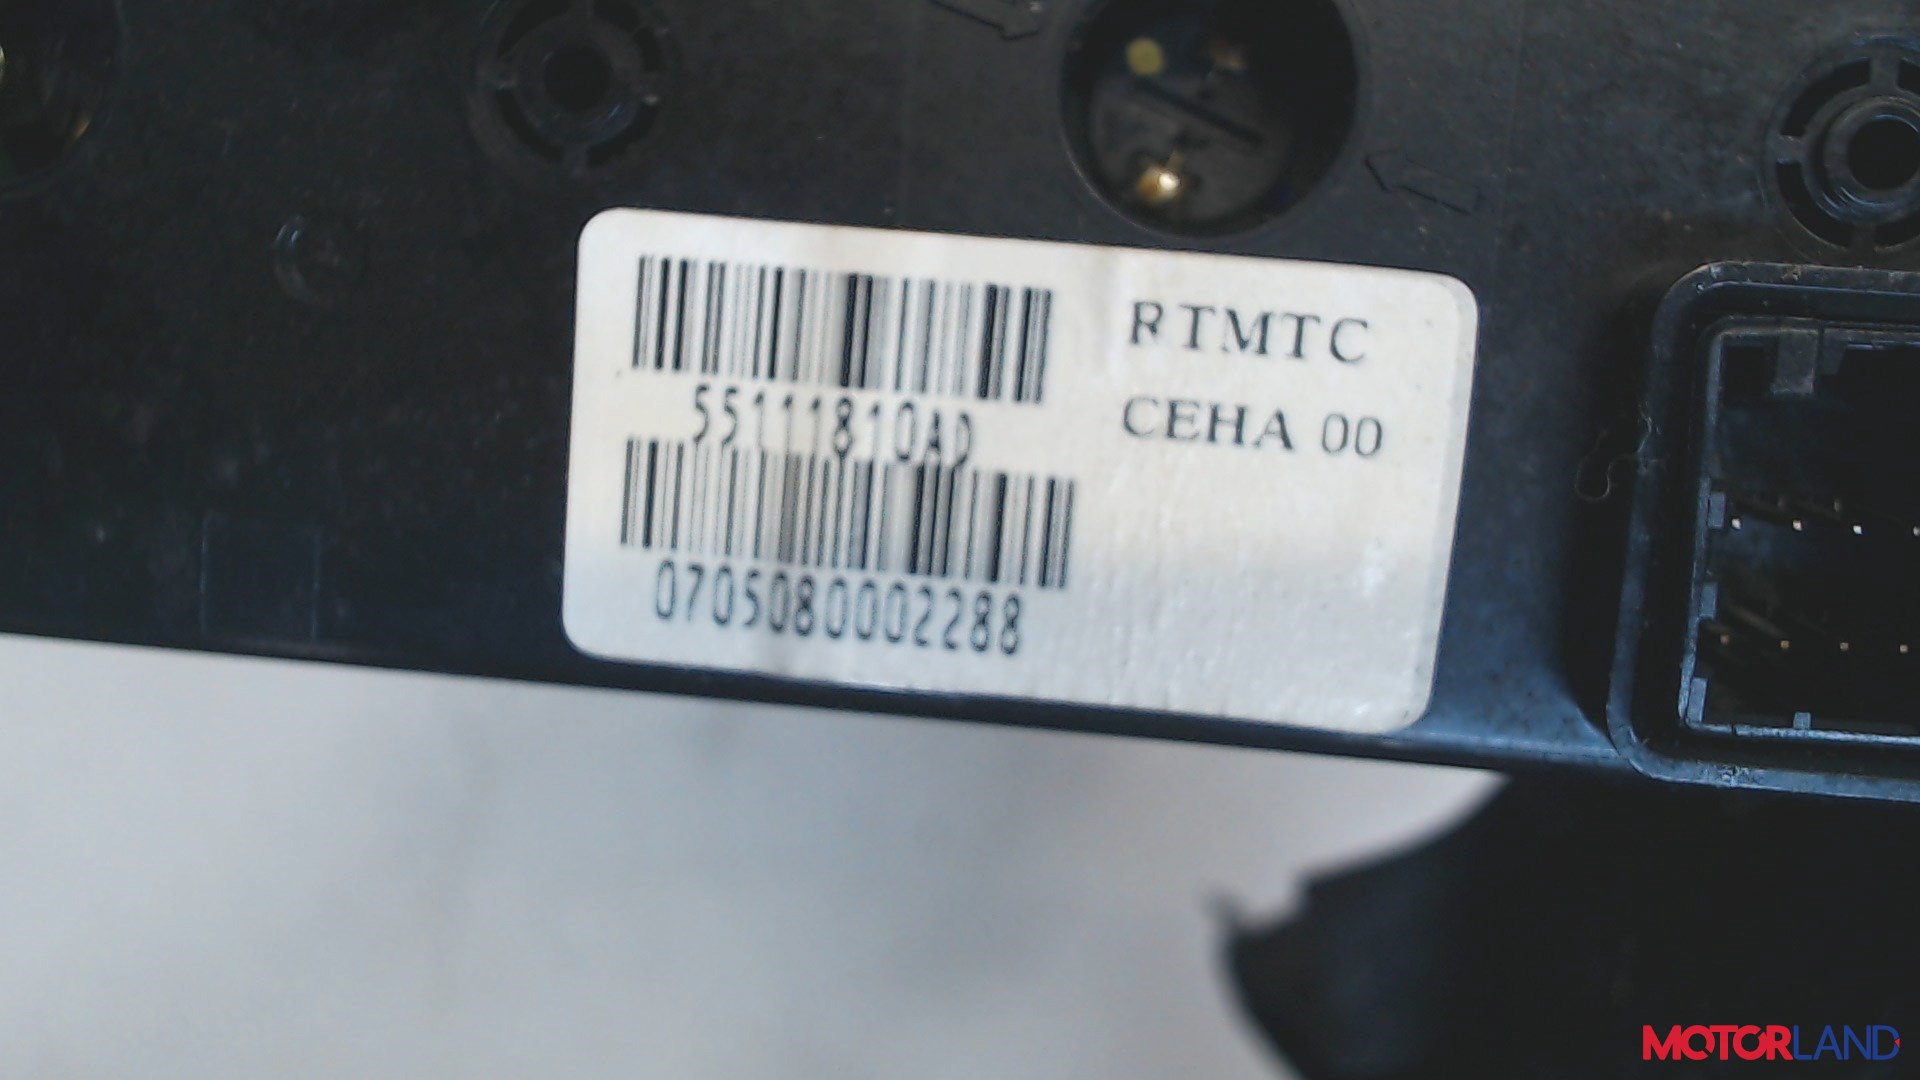 RTMTC
55111810AD
CEHA 00
0705080002288
MOTORLAND